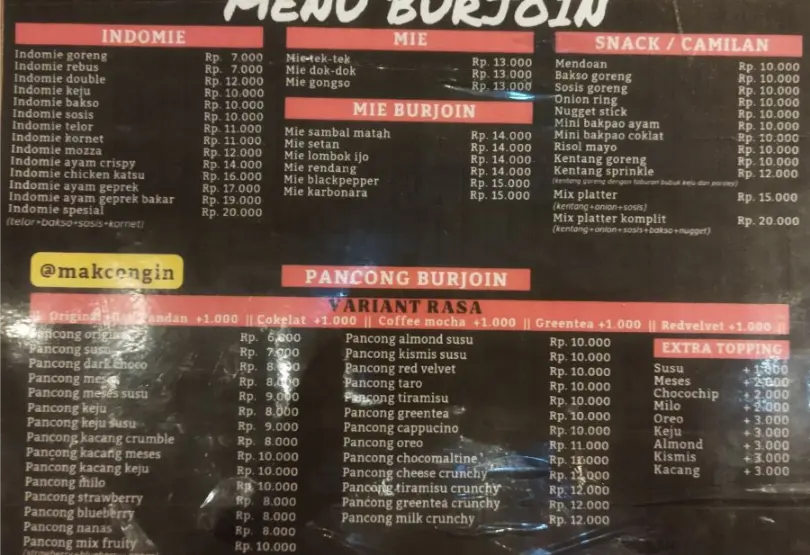 MENU BURJOIN
INDOMIE
Indomie goreng Rp. 7.000
Indomie rebus Rp. 7.000
Indomie double Rp. 12.000
Indomie keju Rp. 10.000
Indomie bakso Rp. 10.000
Indomie sosis Rp. 10.000
Indomie telor Rp. 11.000
Indomie kornet Rp. 11.000
Indomie mozza Rp. 12.000
Indomie ayam crispy Rp. 14.000
Indomie chicken katsu Rp. 16.000
Indomie ayam geprek Rp. 17.000
Indomie ayam geprek bakar Rp. 19.000
Indomie spesial Rp. 20.000
(telor+bakso+sosis+kornet)
MIE
Mie tek-tek Rp. 13.000
Mie dok-dok Rp. 13.000
Mie gongso Rp. 13.000
MIE BURJOIN
Mie sambal matah Rp. 14.000
Mie setan Rp. 14.000
Mie lombok ijo Rp. 14.000
Mie rendang Rp. 14.000
Mie blackpepper Rp. 15.000
Mie karbonara Rp. 15.000
SNACK / CAMILAN
Mendoan Rp. 10.000
Bakso goreng Rp. 10.000
Sosis goreng Rp. 10.000
Onion ring Rp. 10.000
Nugget stick Rp. 10.000
Mini bakpao ayam Rp. 10.000
Mini bakpao coklat Rp. 10.000
Risol mayo Rp. 10.000
Kentang goreng Rp. 10.000
Kentang sprinkle Rp. 12.000
(kentang goreng dengan taburan bubuk keju dan parsley)
Mix platter Rp. 15.000
(kentang+onion+sosis)
Mix platter komplit Rp. 20.000
(kentang+onion+sosis+bakso+nugget)
@makcongin
PANCONG BURJOIN
VARIANT RASA
Original || Pandan +1.000 || Cokelat +1.000 || Coffee mocha +1.000 || Greentea +1.000 || Redvelvet +1.000 ||
Pancong original Rp. 6.000
Pancong susu Rp. 7.000
Pancong dark choco Rp. 8.000
Pancong meses Rp. 8.000
Pancong meses susu Rp. 9.000
Pancong keju Rp. 8.000
Pancong keju susu Rp. 9.000
Pancong kacang crumble Rp. 8.000
Pancong kacang meses Rp. 10.000
Pancong kacang keju Rp. 10.000
Pancong milo Rp. 10.000
Pancong strawberry Rp. 8.000
Pancong blueberry Rp. 8.000
Pancong nanas Rp. 8.000
Pancong mix fruity Rp. 10.000
Pancong almond susu Rp. 10.000
Pancong kismis susu Rp. 10.000
Pancong red velvet Rp. 10.000
Pancong taro Rp. 10.000
Pancong tiramisu Rp. 10.000
Pancong greentea Rp. 10.000
Pancong cappucino Rp. 10.000
Pancong oreo Rp. 11.000
Pancong chocomaltine Rp.
Pancong cheese crunchy Rp.
Pancong tiramisu crunchy Rp. 12.000
Pancong greentea crunchy Rp. 12.000
Pancong milk crunchy Rp. 12.000
EXTRA TOPPING
Susu + 1.000
Meses + 2.000
Chocochip + 2.000
Milo + 2.000
Oreo + 3.000
Keju + 3.000
Almond + 3.000
Kismis + 3.000
Kacang + 3.000